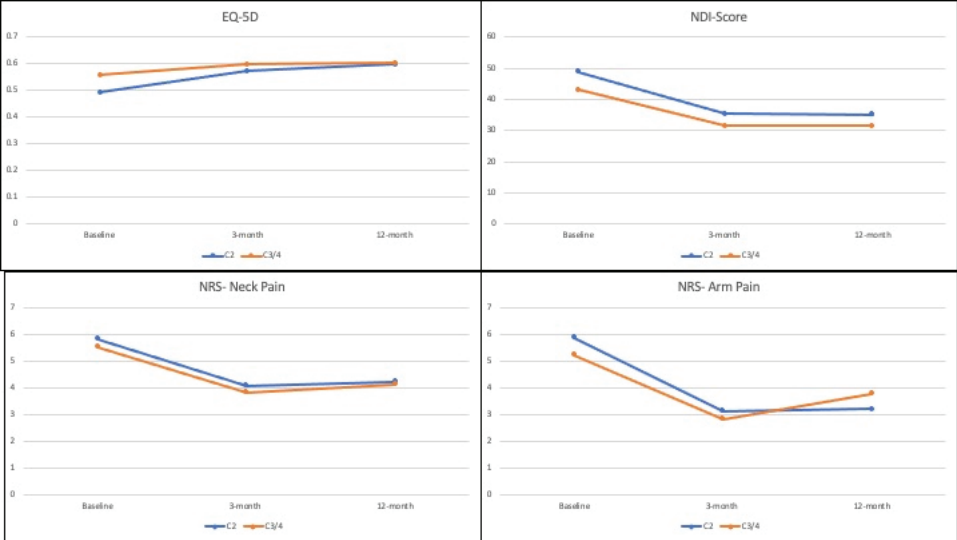 EQ-5D
0.7
0.6
0.5
0.4
0.3
0.2
0.1
0
Baseline 3-month 12-month
C2 C3/4
NDI-Score
60
50
40
30
20
10
0
Baseline 3-month 12-month
C2 C3/4
NRS- Neck Pain
7
6
5
4
3
2
1
0
Baseline 3-month 12-month
C2 C3/4
NRS- Arm Pain
7
6
5
4
3
2
1
0
Baseline 3-month 12-month
C2 C3/4